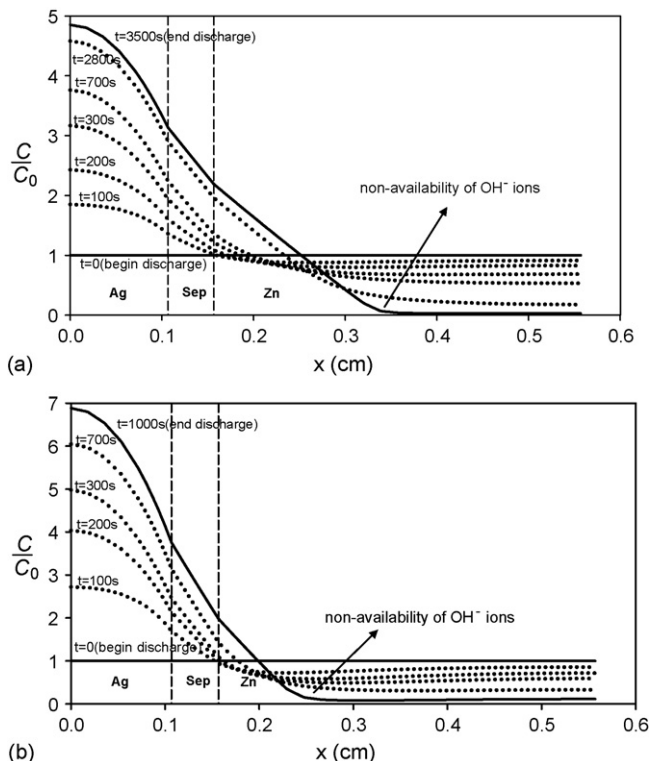 5
t=3500s(end discharge)
t=2800s
4
t=700s
3
t=300s
C
C0
t=200s
2
non-availability of OH⁻ ions
t=100s
1
t=0(begin discharge)
Ag Sep Zn
0
0.0 0.1 0.2 0.3 0.4 0.5 0.6
(a) x (cm)
7
t=1000s(end discharge)
6
t=700s
5
t=300s
4
C
C0
t=200s
3
t=100s
2
non-availability of OH⁻ ions
t=0(begin discharge)
1
Ag Sep Zn
0
0.0 0.1 0.2 0.3 0.4 0.5 0.6
(b) x (cm)